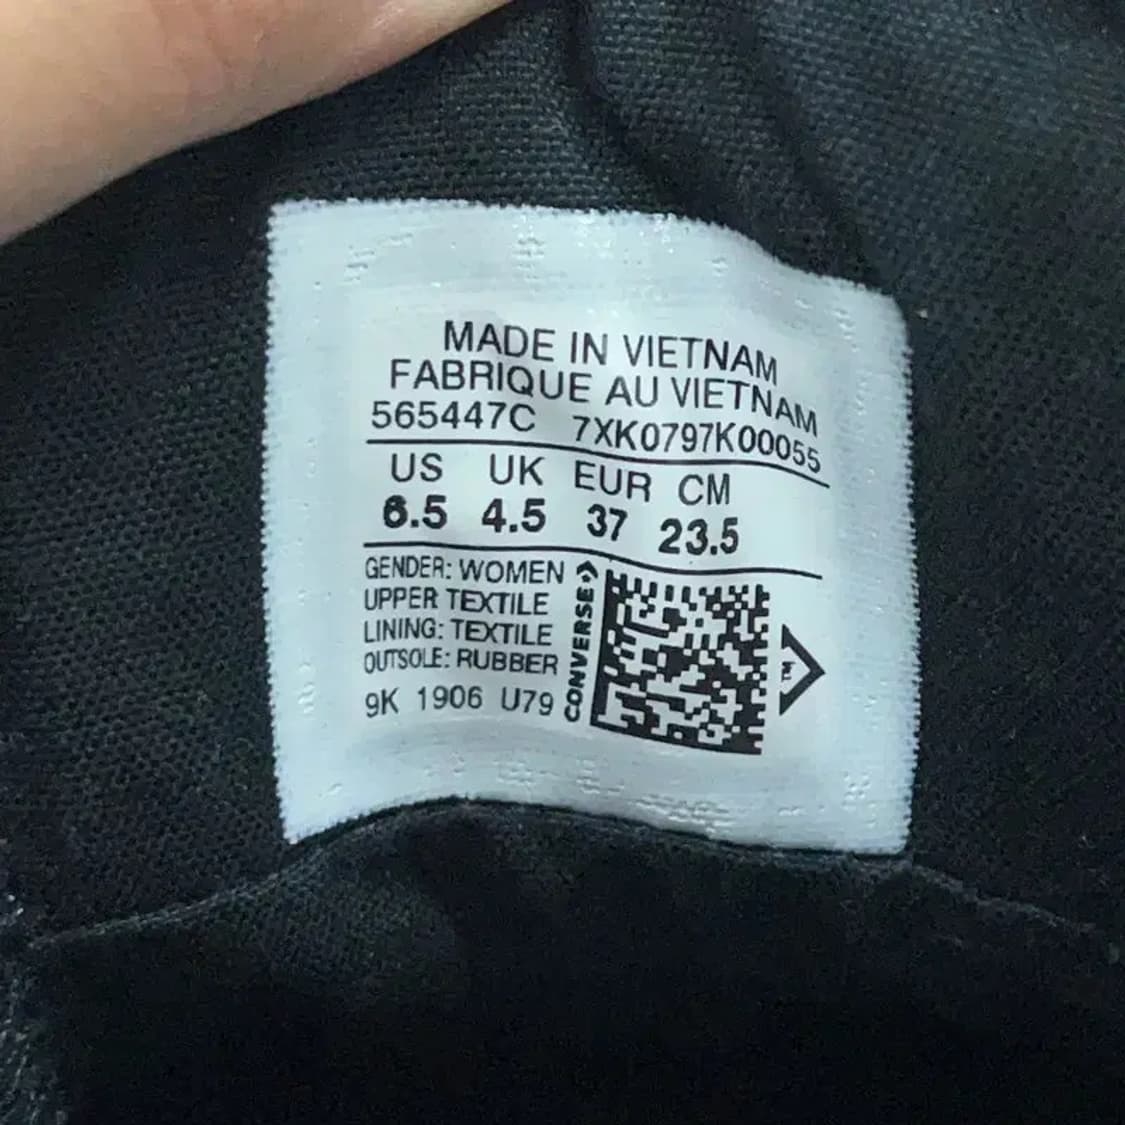 MADE IN VIETNAM
FABRIQUE AU VIETNAM
565447C 7XK0797K00055
US UK EUR CM
6.5 4.5 37 23.5
GENDER: WOMEN
UPPER TEXTILE
LINING: TEXTILE
OUTSOLE: RUBBER
9K 1906 U79
CONVERSE